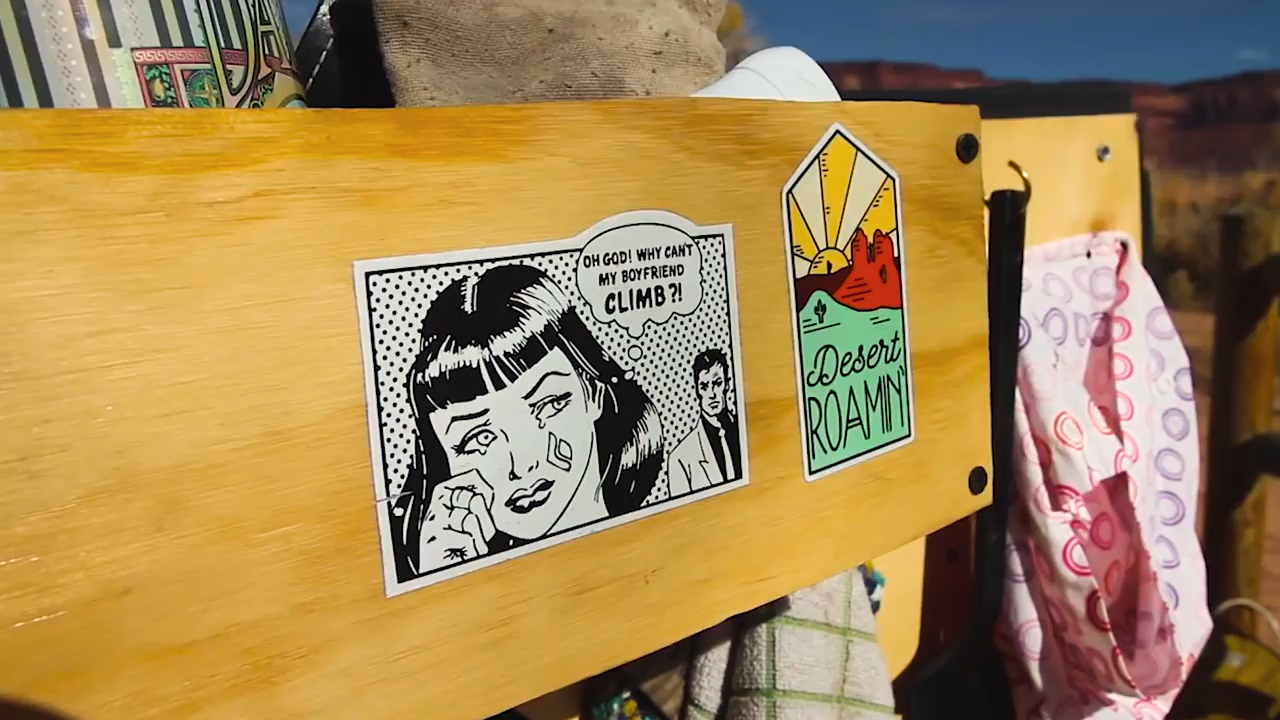 OH GOD! WHY CAN'T
MY BOYFRIEND
CLIMB?!
Desert
ROAMIN'